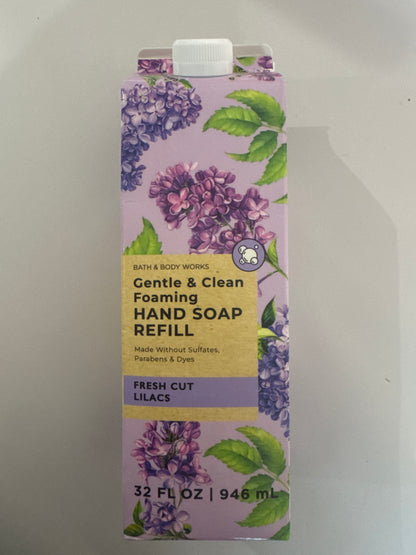 BATH & BODY WORKS
Gentle & Clean
Foaming
HAND SOAP
REFILL
Made Without Sulfates,
Parabens & Dyes
FRESH CUT
LILACS
32 FL OZ | 946 mL